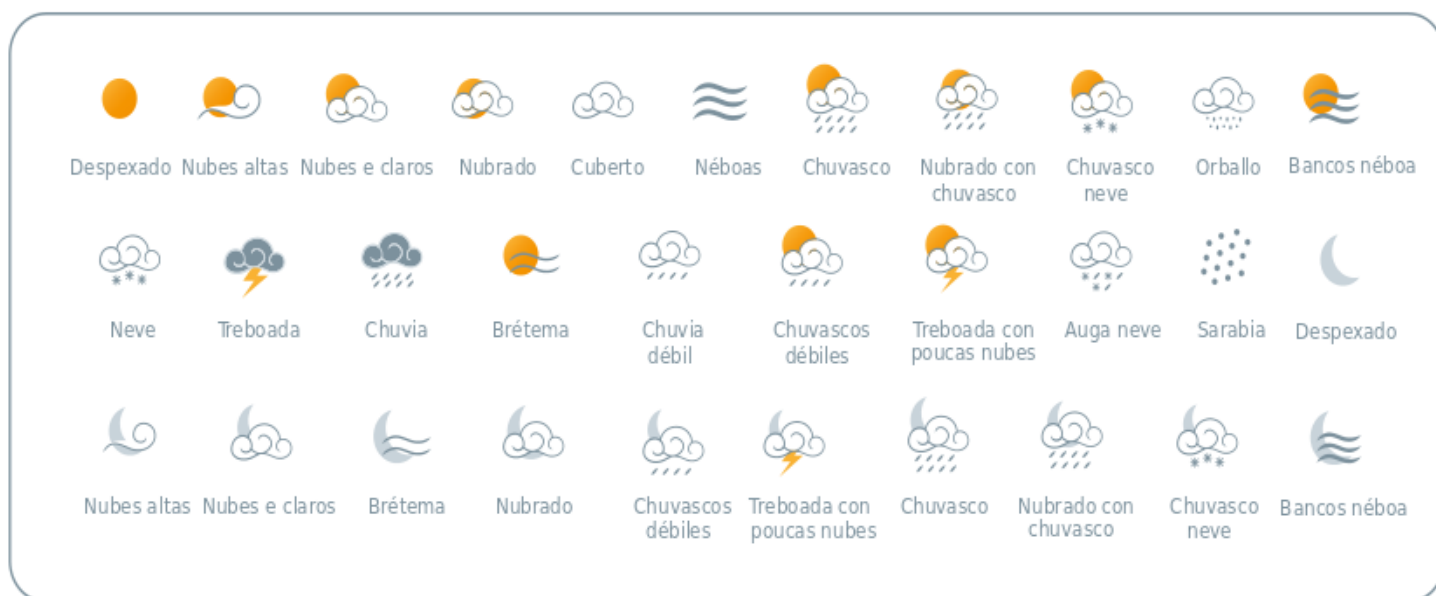 Despexado Nubes altas Nubes e claros Nubrado Cuberto Néboas Chuvasco Nubrado con Chuvasco Orballo Bancos néboa
chuvasco neve
Neve Treboada Chuvia Brétema Chuvia Chuvascos Treboada con Auga neve Sarabia Despexado
débil débiles poucas nubes
Nubes altas Nubes e claros Brétema Nubrado Chuvascos Treboada con Chuvasco Nubrado con Chuvasco Bancos néboa
débiles poucas nubes chuvasco neve